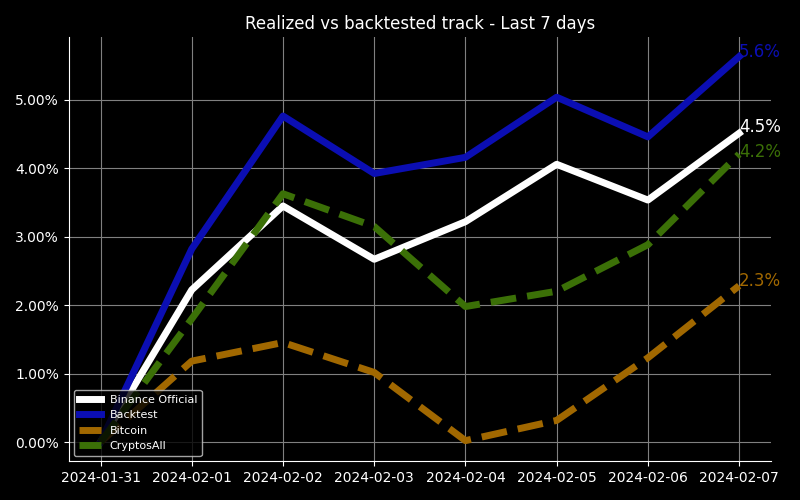 Realized vs backtested track - Last 7 days
5.6%
5.00%
4.5%
4.2%
4.00%
3.00%
2.3%
2.00%
1.00%
0.00%
Binance Official
Backtest
Bitcoin
CryptosAll
2024-01-31 2024-02-01 2024-02-02 2024-02-03 2024-02-04 2024-02-05 2024-02-06 2024-02-07